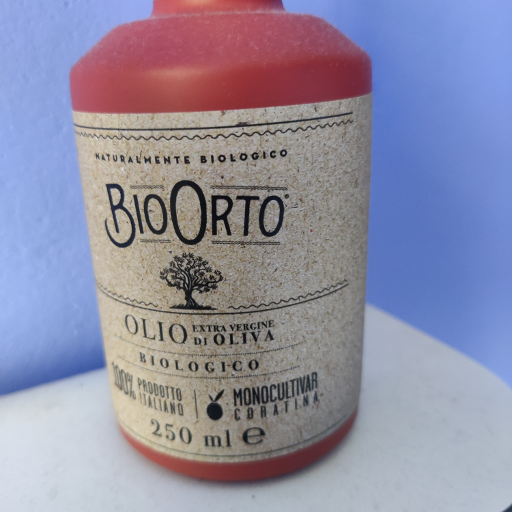 NATURALMENTE BIOLOGICO
BIOORTO®
OLIO EXTRA VERGINE
DI OLIVA
BIOLOGICO
100% PRODOTTO
ITALIANO
MONOCULTIVAR
CORATINA
250 ml ℮